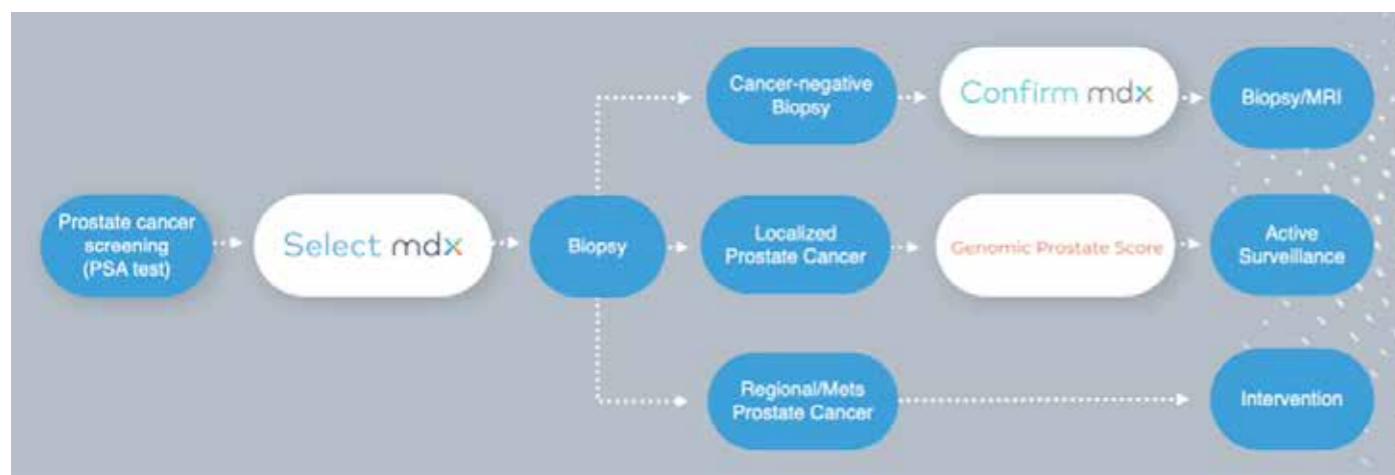 Prostate cancer
screening
(PSA test)
Select mdx
Biopsy
Cancer-negative
Biopsy
Confirm mdx
Biopsy/MRI
Localized
Prostate Cancer
Genomic Prostate Score
Active
Surveillance
Regional/Mets
Prostate Cancer
Intervention